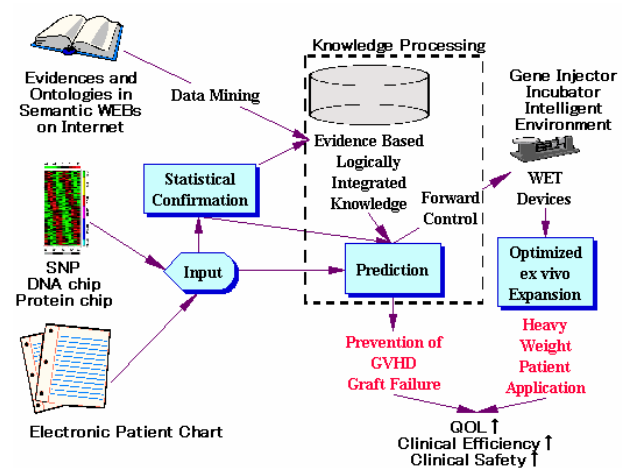 Knowledge Processing
Evidences and
Ontologies in
Semantic WEBs
on Internet
Data Mining
Gene Injector
Incubator
Intelligent
Environment
Evidence Based
Logically
Integrated
Knowledge
Statistical
Confirmation
Forward
Control
WET
Devices
SNP
DNA chip
Protein chip
Input
Prediction
Optimized
ex vivo
Expansion
Prevention of
GVHD
Graft Failure
Heavy
Weight
Patient
Application
Electronic Patient Chart
QOL↑
Clinical Efficiency↑
Clinical Safety↑